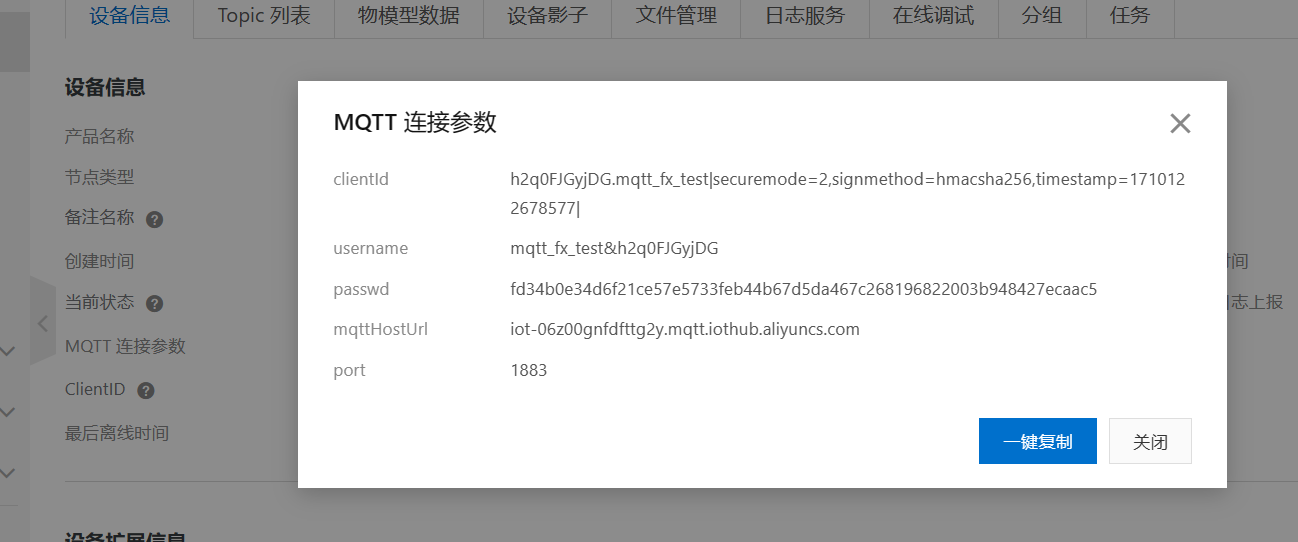 设备信息 Topic 列表 物模型数据 设备影子 文件管理 日志服务 在线调试 分组 任务
设备信息
MQTT 连接参数
产品名称
clientId h2q0FJGyjDG.mqtt_fx_test|securemode=2,signmethod=hmacsha256,timestamp=171012
节点类型
2678577|
备注名称 ?
username mqtt_fx_test&h2q0FJGyjDG
创建时间 时间
passwd fd34b0e34d6f21ce57e5733feb44b67d5da467c268196822003b948427ecaac5
当前状态 ? 日志上报
mqttHostUrl iot-06z00gnfdfttg2y.mqtt.iothub.aliyuncs.com
MQTT 连接参数
port 1883
ClientID ?
最后离线时间
一键复制 关闭
设备扩展信息